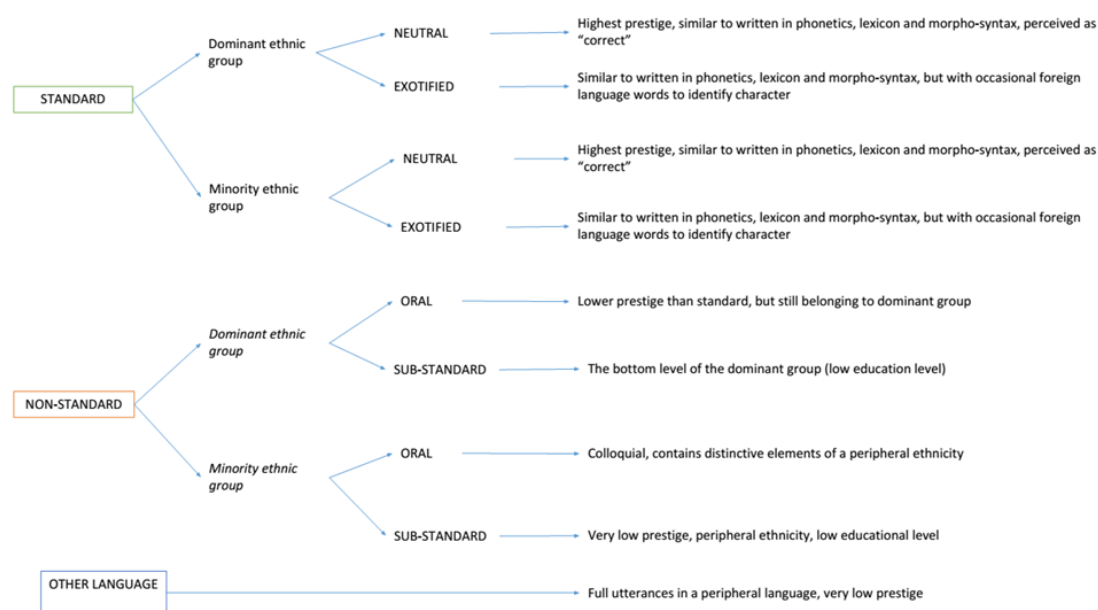 Highest prestige, similar to written in phonetics, lexicon and morpho-syntax, perceived as
“correct”
NEUTRAL
Dominant ethnic
group
Similar to written in phonetics, lexicon and morpho-syntax, but with occasional foreign
language words to identify character
EXOTIFIED
STANDARD
Highest prestige, similar to written in phonetics, lexicon and morpho-syntax, perceived as
“correct”
NEUTRAL
Minority ethnic
group
Similar to written in phonetics, lexicon and morpho-syntax, but with occasional foreign
language words to identify character
EXOTIFIED
ORAL
Lower prestige than standard, but still belonging to dominant group
Dominant ethnic
group
SUB-STANDARD
The bottom level of the dominant group (low education level)
NON-STANDARD
ORAL
Colloquial, contains distinctive elements of a peripheral ethnicity
Minority ethnic
group
SUB-STANDARD
Very low prestige, peripheral ethnicity, low educational level
OTHER LANGUAGE
Full utterances in a peripheral language, very low prestige